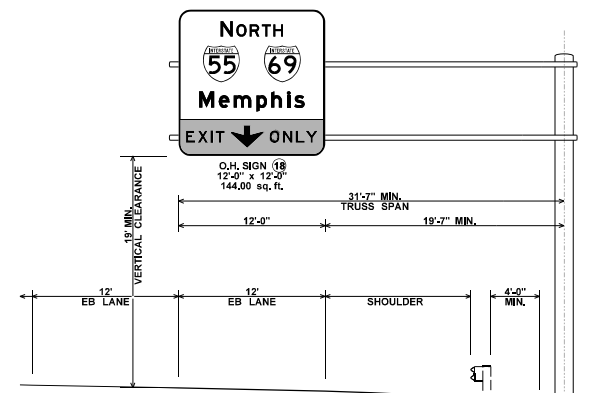 NORTH
INTERSTATE INTERSTATE
55 69
Memphis
EXIT ONLY
O.H. SIGN 18
12'-0" x 12'-0"
144.00 sq. ft.
19' MIN.
VERTICAL CLEARANCE
31'-7" MIN.
TRUSS SPAN
12'-0" 19'-7" MIN.
12' 12' 4'-0"
EB LANE EB LANE SHOULDER MIN.